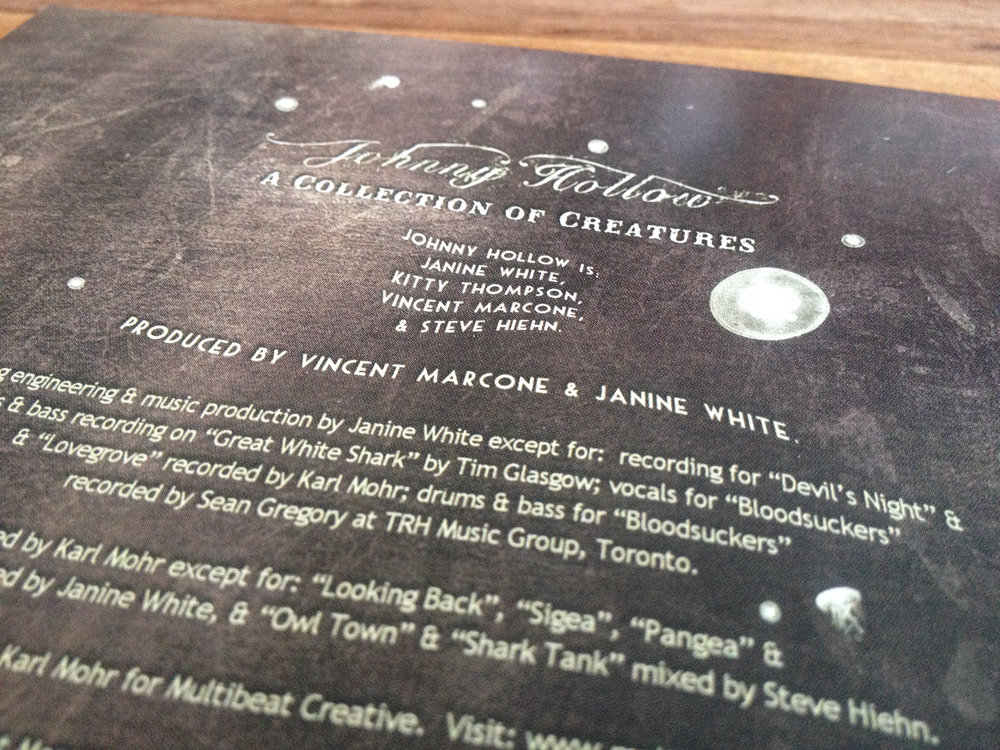 Johnny Hollow
A Collection of Creatures
Johnny Hollow is:
Janine White,
Kitty Thompson,
Vincent Marcone,
& Steve Hiehn.
Produced by Vincent Marcone & Janine White.
engineering & music production by Janine White except for: recording for “Devil’s Night” &
& bass recording on “Great White Shark” by Tim Glasgow; vocals for “Bloodsuckers”
& “Lovegrove” recorded by Karl Mohr; drums & bass for “Bloodsuckers”
recorded by Sean Gregory at TRH Music Group, Toronto.
by Karl Mohr except for: “Looking Back”, “Sigea”, “Pangea” &
by Janine White, & “Owl Town” & “Shark Tank” mixed by Steve Hiehn.
Karl Mohr for Multibeat Creative. Visit: